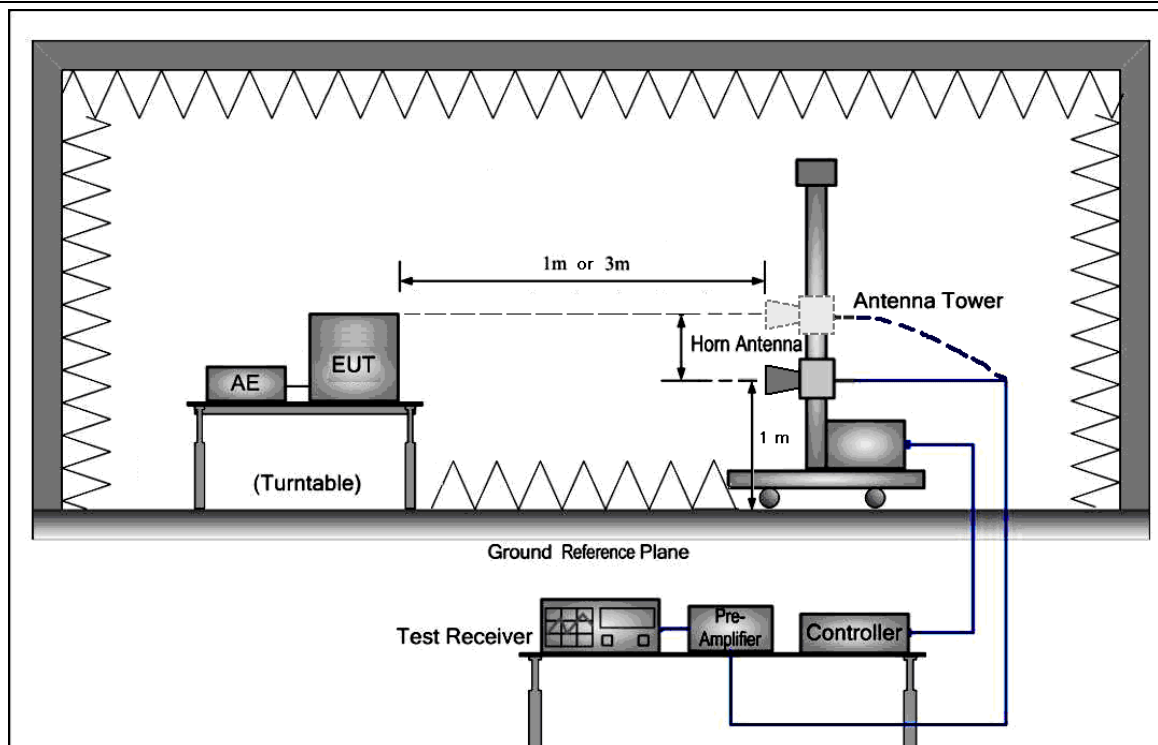 1m or 3m
Antenna Tower
Horn Antenna
EUT
AE
1 m
(Turntable)
Ground Reference Plane
Test Receiver
Pre-
Amplifier
Controller